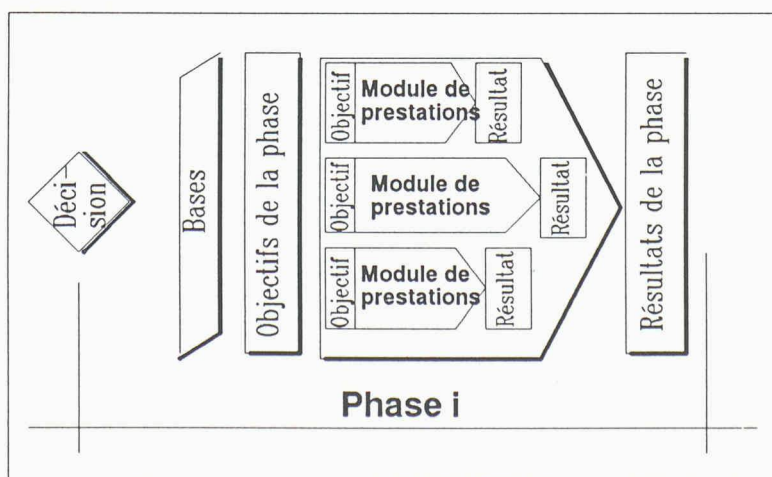 Déci-
sion
Bases
Objectifs de la phase
Objectif
Module de
prestations
Résultat
Objectif
Module de
prestations
Résultat
Objectif
Module de
prestations
Résultat
Résultats de la phase
Phase i